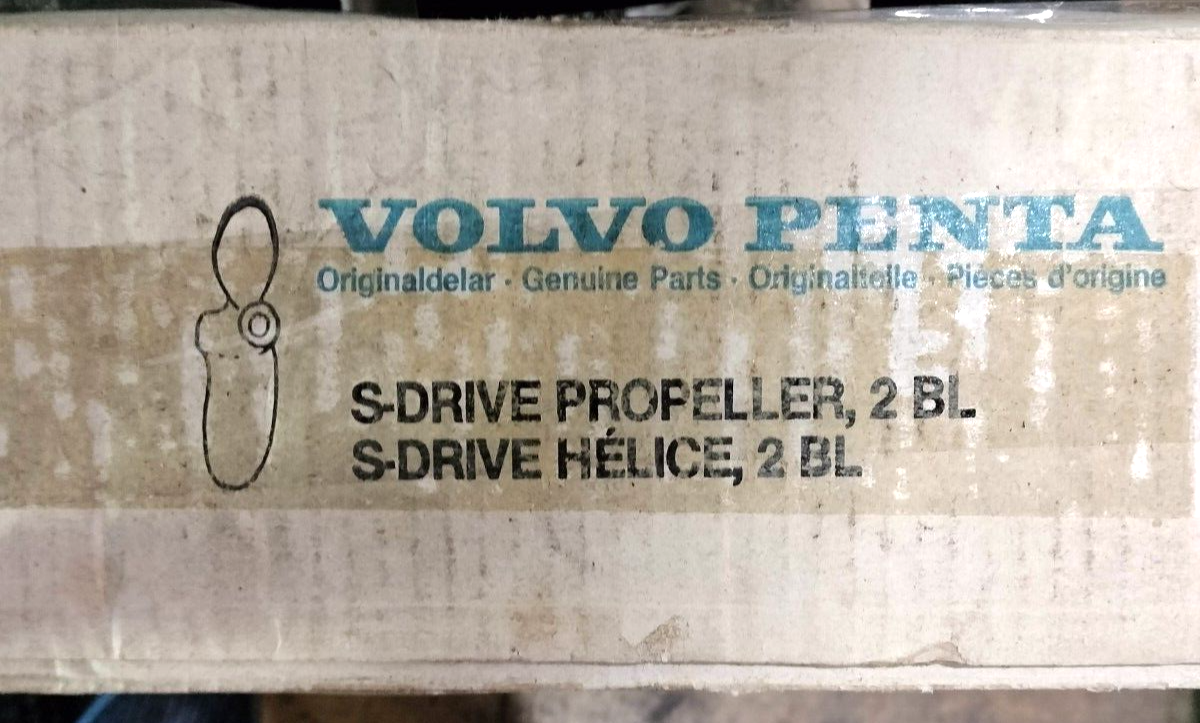 VOLVO PENTA
Originaldelar · Genuine Parts · Originalteile · Pièces d'origine
S-DRIVE PROPELLER, 2 BL
S-DRIVE HÉLICE, 2 BL